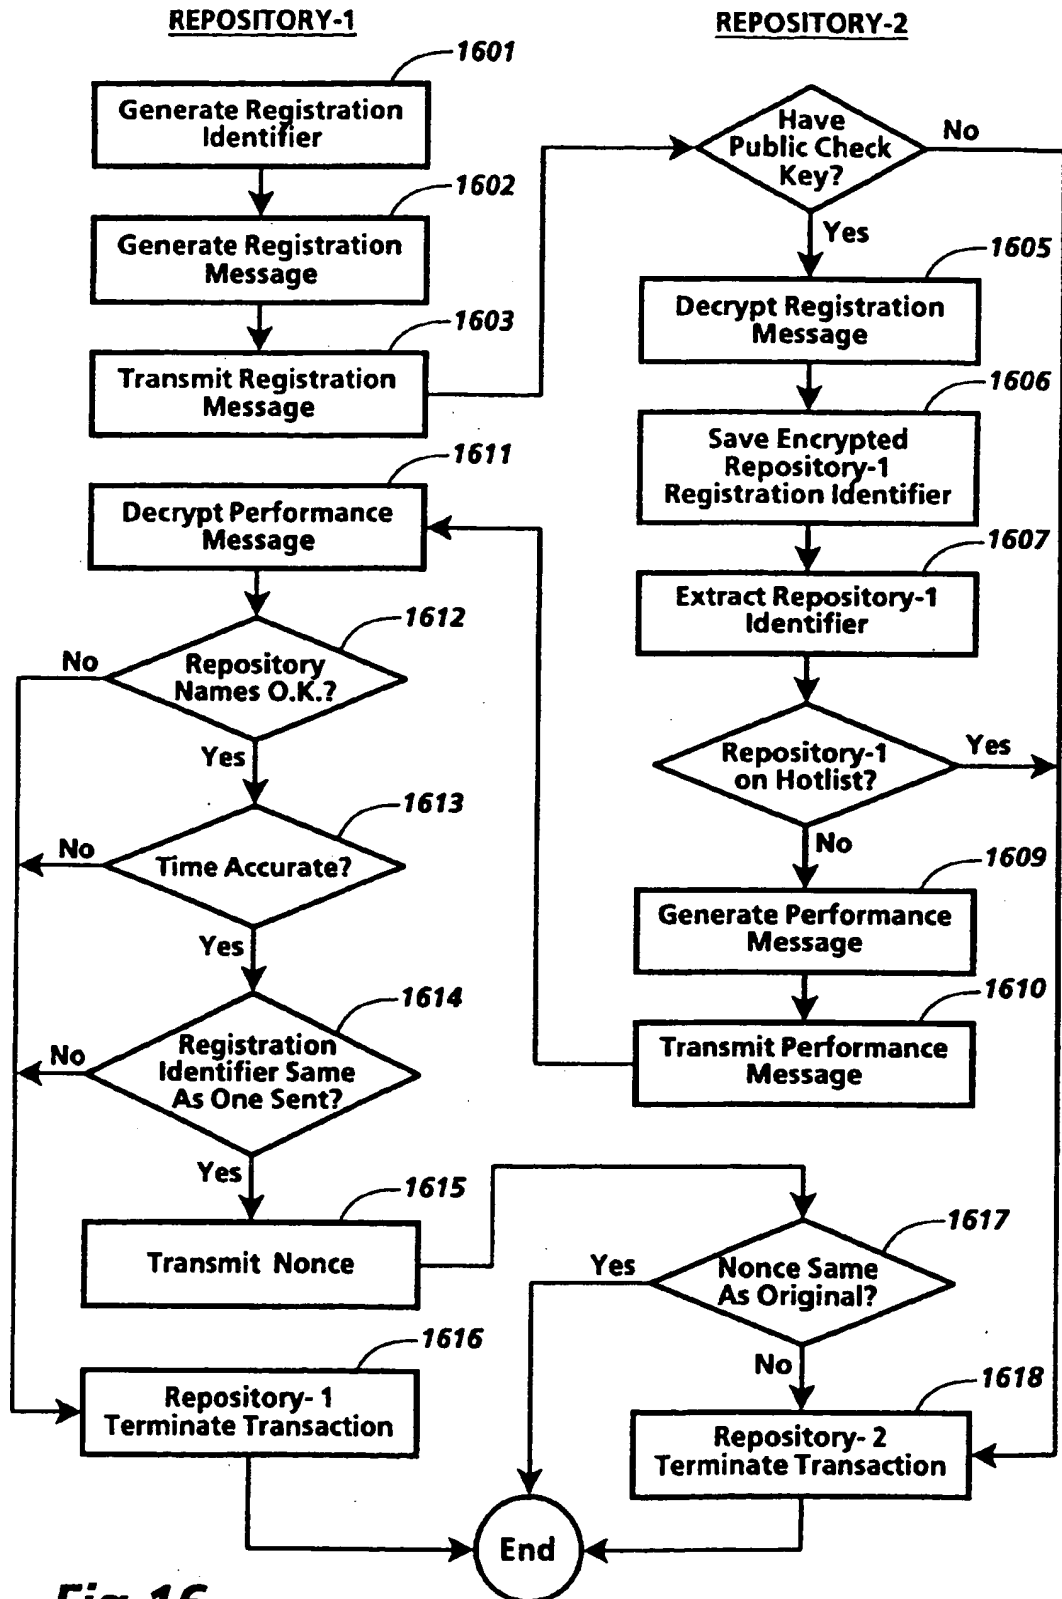 REPOSITORY-1
REPOSITORY-2
1601
Generate Registration
Identifier
1602
Generate Registration
Message
1603
Transmit Registration
Message
Have
Public Check
Key?
No
Yes
1605
Decrypt Registration
Message
1606
Save Encrypted
Repository-1
Registration Identifier
1607
Extract Repository-1
Identifier
Repository-1
on Hotlist?
Yes
No
1609
Generate Performance
Message
1610
Transmit Performance
Message
1611
Decrypt Performance
Message
1612
Repository
Names O.K.?
No
Yes
1613
Time Accurate?
No
Yes
1614
Registration
Identifier Same
As One Sent?
No
Yes
1615
Transmit Nonce
1616
Repository- 1
Terminate Transaction
1617
Nonce Same
As Original?
Yes
No
1618
Repository- 2
Terminate Transaction
End
Fig.16